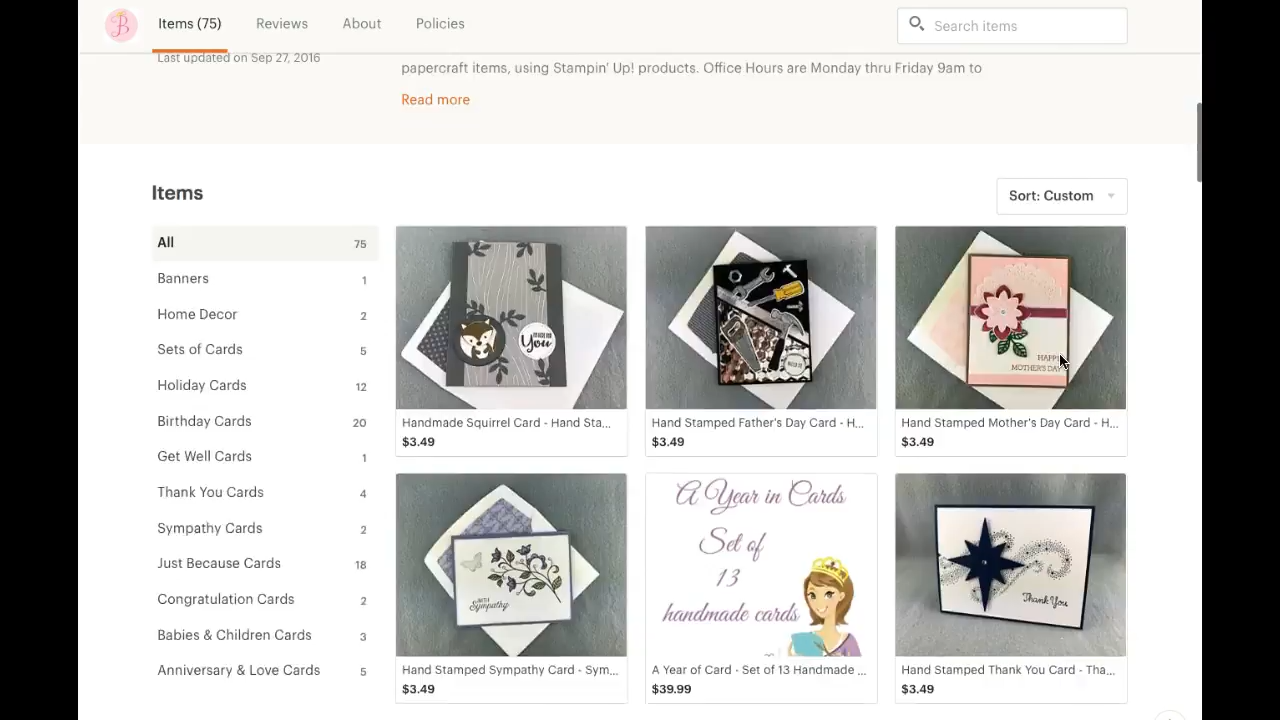 B
Items (75)
Reviews
About
Policies
Search items
Last updated on Sep 27, 2016
papercraft items, using Stampin' Up! products. Office Hours are Monday thru Friday 9am to
Read more
Items
Sort: Custom
All 75
Banners 1
Home Decor 2
Sets of Cards 5
Holiday Cards 12
Birthday Cards 20
Get Well Cards 1
Thank You Cards 4
Sympathy Cards 2
Just Because Cards 18
Congratulation Cards 2
Babies & Children Cards 3
Anniversary & Love Cards 5
You
Handmade Squirrel Card - Hand Sta...
$3.49
Hand Stamped Father's Day Card - H...
$3.49
HAPPY
MOTHER'S DAY
Hand Stamped Mother's Day Card - H...
$3.49
WITH
Sympathy
Hand Stamped Sympathy Card - Sym...
$3.49
A Year in Cards
Set of
13
handmade cards
A Year of Card - Set of 13 Handmade ...
$39.99
Thank You
Hand Stamped Thank You Card - Tha...
$3.49